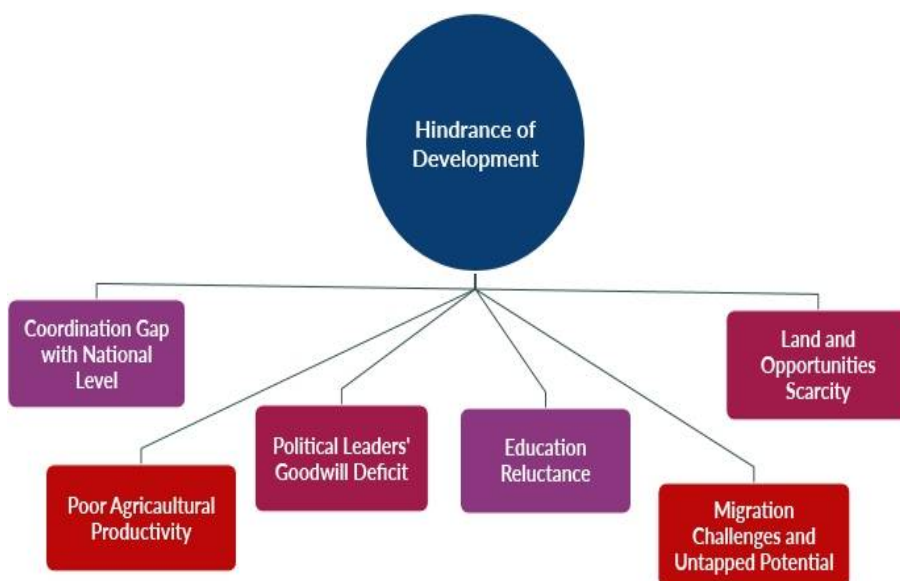 Hindrance of
Development
Coordination Gap
with National
Level
Poor Agricaultural
Productivity
Political Leaders'
Goodwill Deficit
Education
Reluctance
Migration
Challenges and
Untapped Potential
Land and
Opportunities
Scarcity